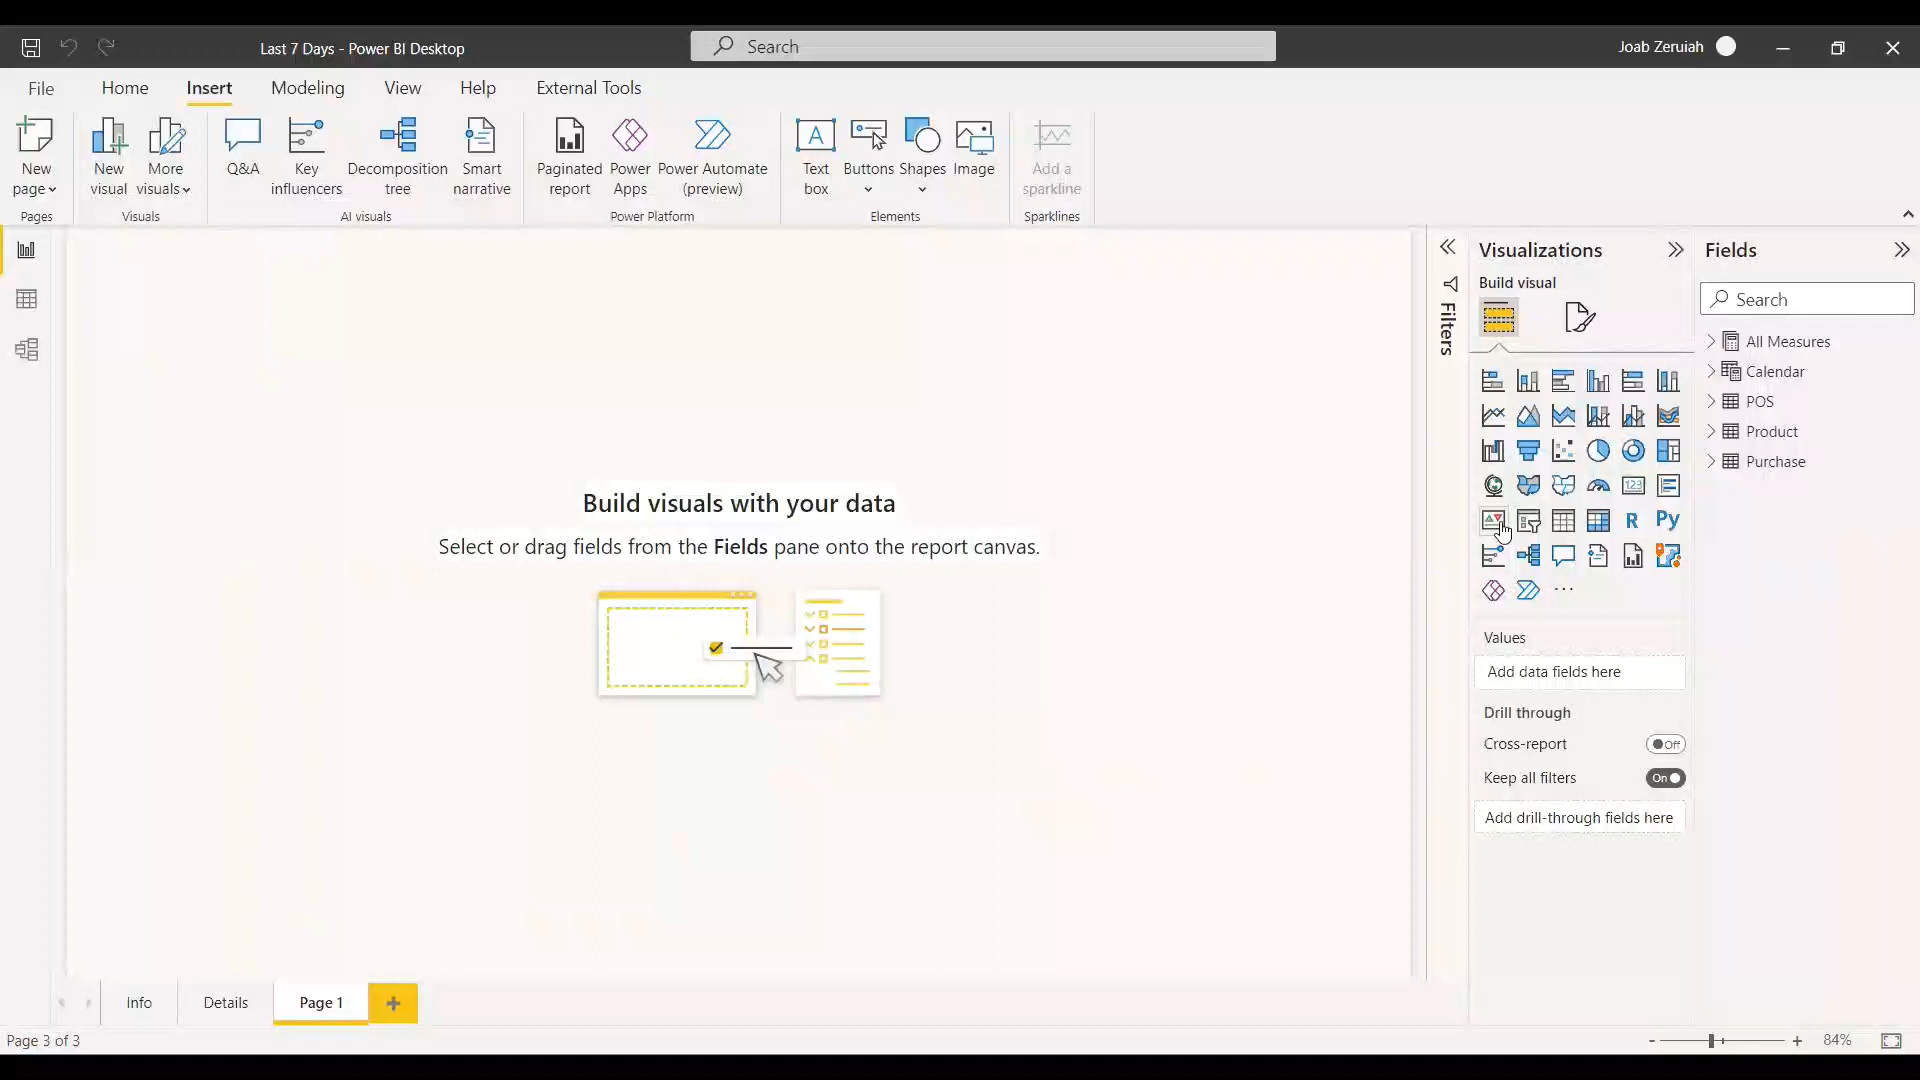 Last 7 Days - Power BI Desktop
Search
Joab Zeruiah
File
Home
Insert
Modeling
View
Help
External Tools
New
page
Pages
New
visual
More
visuals
Visuals
Q&A
Key
influencers
Decomposition
tree
Smart
narrative
AI visuals
Paginated
report
Power
Apps
Power Automate
(preview)
Power Platform
A
Text
box
Buttons
Shapes
Image
Elements
Add a
sparkline
Sparklines
Build visuals with your data
Select or drag fields from the Fields pane onto the report canvas.
Filters
Visualizations
Build visual
123
R
Py
Values
Add data fields here
Drill through
Cross-report
Off
Keep all filters
On
Add drill-through fields here
Fields
Search
All Measures
Calendar
POS
Product
Purchase
Info
Details
Page 1
+
Page 3 of 3
- + 84%